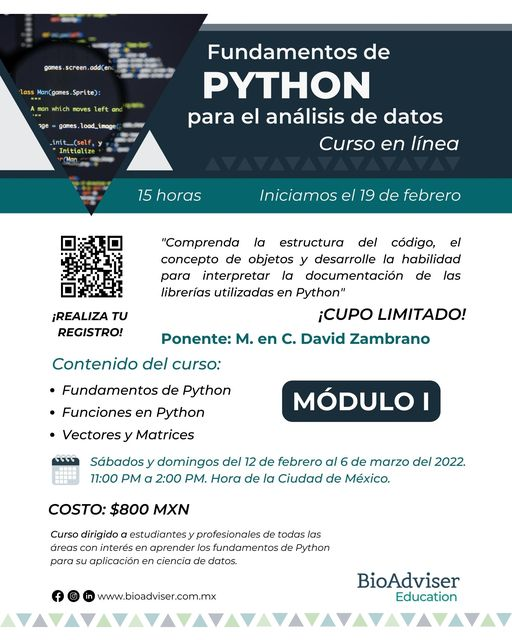 games.screen.add(en
class Man(games.Sprite):
"""
A man which moves left and
games.load_image(
init__(self, y
" Initialize
Fundamentos de
PYTHON
para el análisis de datos
Curso en línea
15 horas
Iniciamos el 19 de febrero
"Comprenda la estructura del código, el
concepto de objetos y desarrolle la habilidad
para interpretar la documentación de las
librerías utilizadas en Python"
¡REALIZA TU
REGISTRO!
¡CUPO LIMITADO!
Ponente: M. en C. David Zambrano
Contenido del curso:
• Fundamentos de Python
• Funciones en Python
• Vectores y Matrices
MÓDULO I
Sábados y domingos del 12 de febrero al 6 de marzo del 2022.
11:00 PM a 2:00 PM. Hora de la Ciudad de México.
COSTO: $800 MXN
Curso dirigido a estudiantes y profesionales de todas las
áreas con interés en aprender los fundamentos de Python
para su aplicación en ciencia de datos.
www.bioadviser.com.mx
BioAdviser
Education